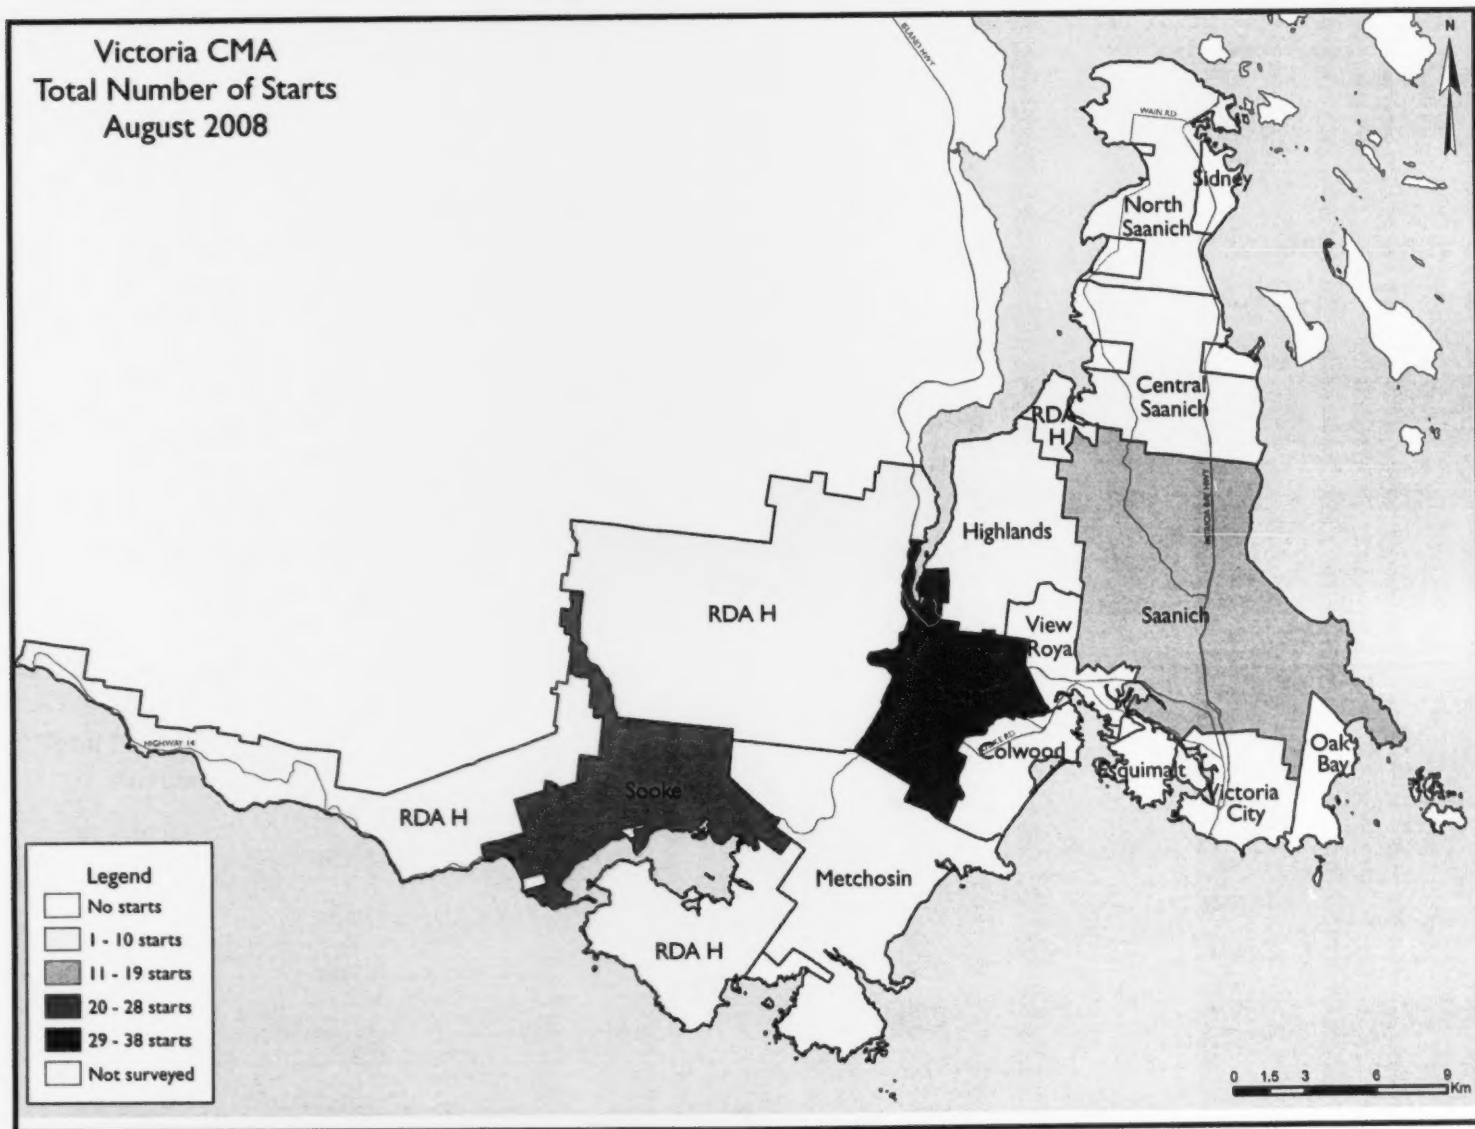 Victoria CMA
Total Number of Starts
August 2008
N
WAIN RD
Sidney
North
Saanich
Central
Saanich
RDA
H
Highlands
RDA H
View
Royal
Saanich
HIGHWAY 14
Colwood
Oak
Bay
Esquimalt
Victoria
City
Sooke
RDA H
Metchosin
RDA H
Legend
No starts
1 - 10 starts
11 - 19 starts
20 - 28 starts
29 - 38 starts
Not surveyed
0 1.5 3 6 9
Km